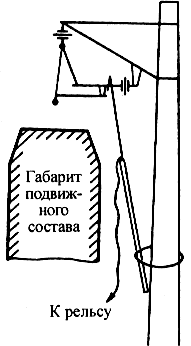 Габарит
подвиж-
ного
состава
К рельсу